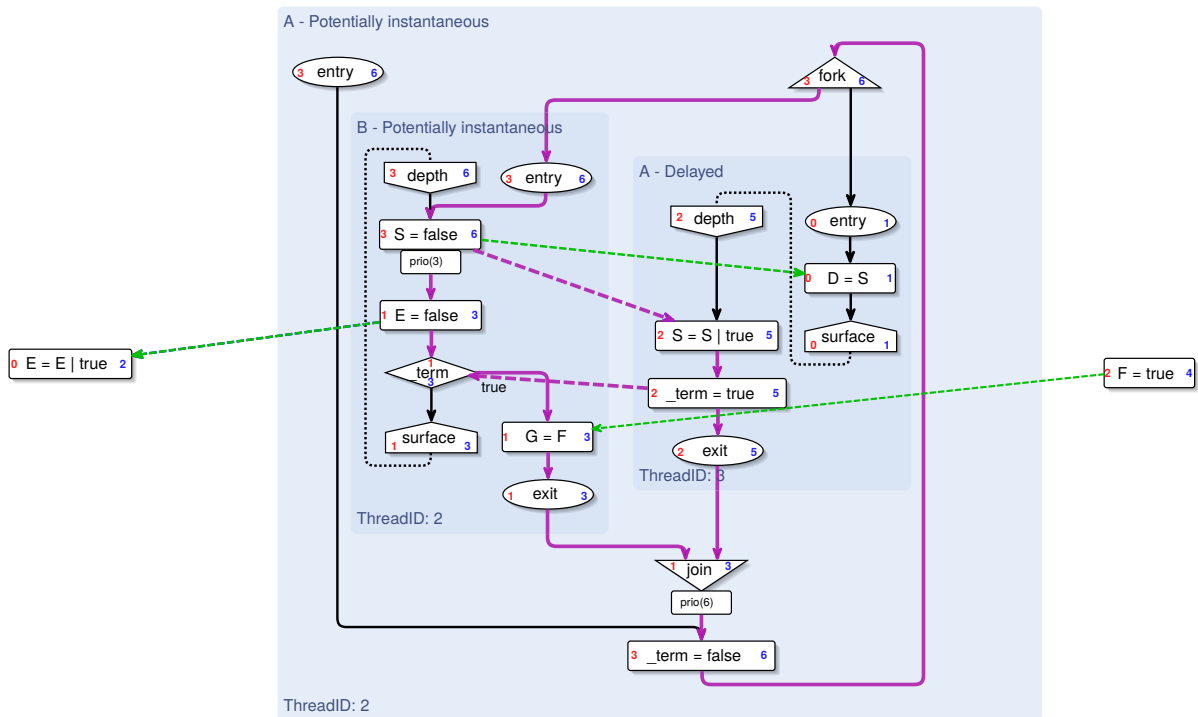 A - Potentially instantaneous
3 entry 6
3 fork 6
B - Potentially instantaneous
3 depth 6
3 entry 6
A - Delayed
2 depth 5
0 entry 1
3 S = false 6
prio(3)
0 D = S 1
1 E = false 3
2 S = S | true 5
0 surface 1
0 E = E | true 2
1 _term 3
true
2 F = true 4
2 _term = true 5
1 surface 3
1 G = F 3
2 exit 5
ThreadID: 3
1 exit 3
ThreadID: 2
1 join 3
prio(6)
3 _term = false 6
ThreadID: 2